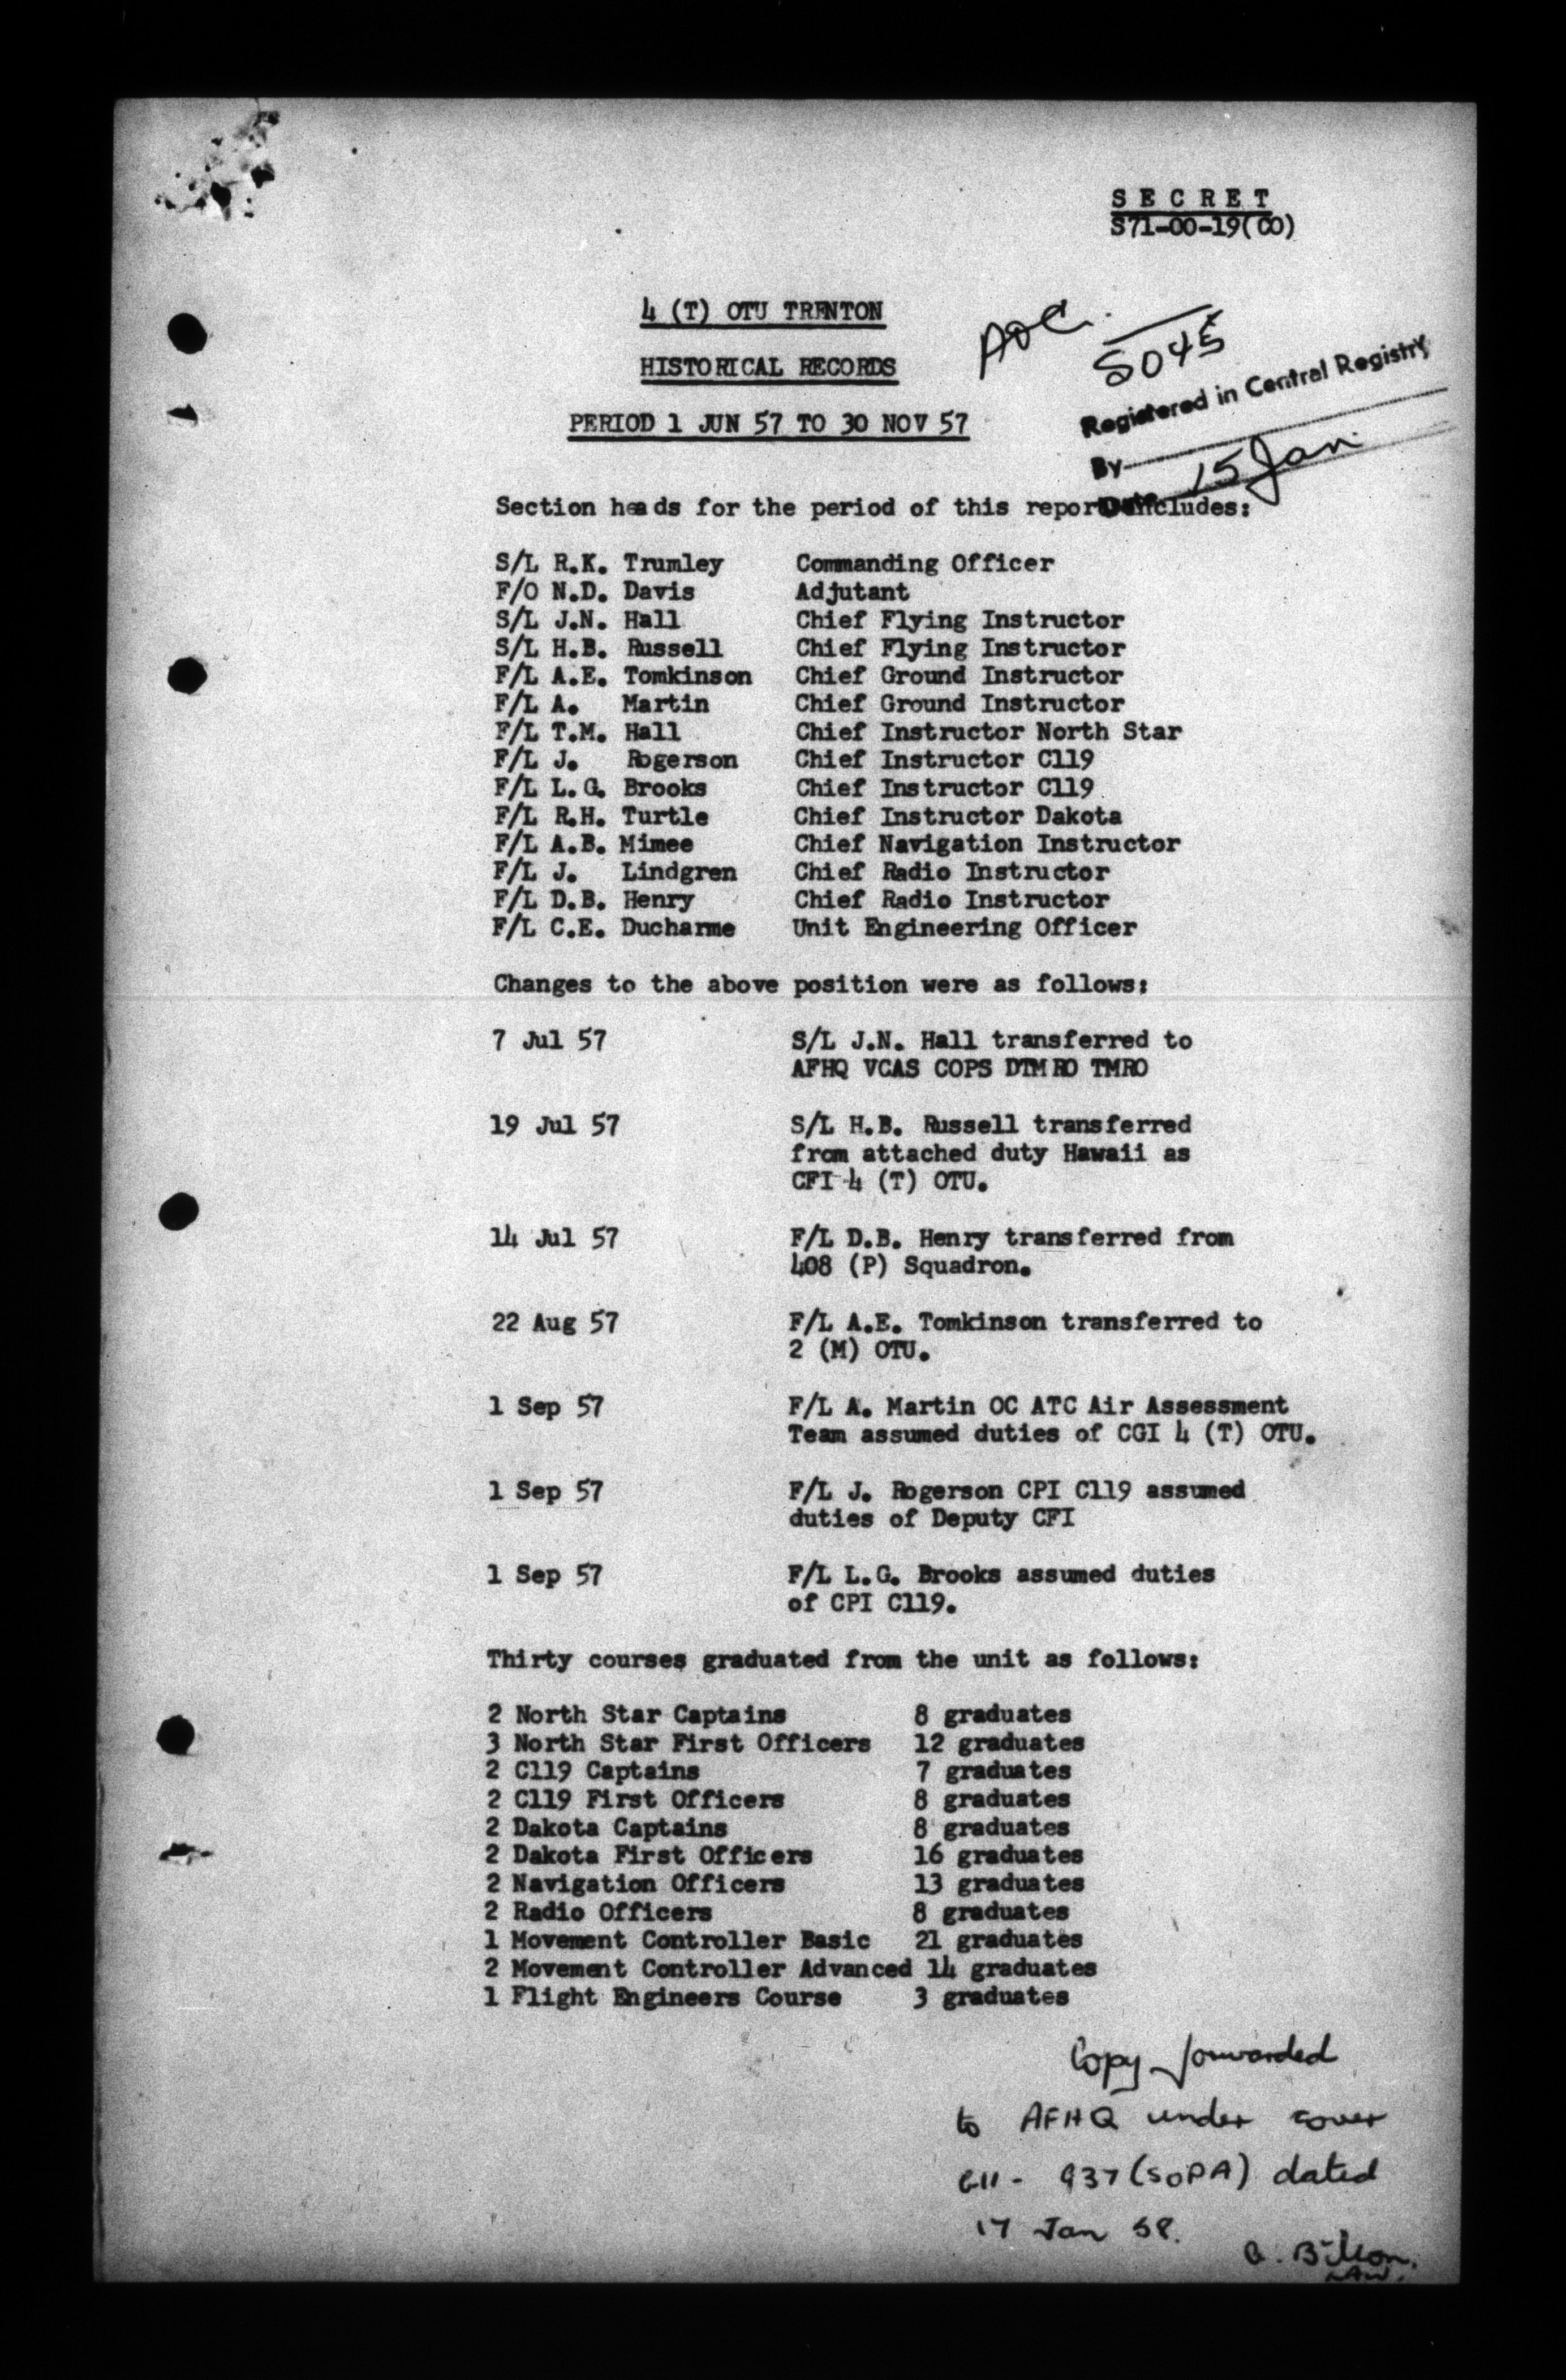 S E C R E T
S71-00-19(CO)
4 (T) OTU TRENTON
HISTORICAL RECORDS
PERIOD 1 JUN 57 TO 30 NOV 57
AOC.
5045
Registered in Central Registry
By
Date 15 Jan
Section heads for the period of this report includes:
S/L R.K. Trumley Commanding Officer
F/O N.D. Davis Adjutant
S/L J.N. Hall Chief Flying Instructor
S/L H.B. Russell Chief Flying Instructor
F/L A.E. Tomkinson Chief Ground Instructor
F/L A. Martin Chief Ground Instructor
F/L T.M. Hall Chief Instructor North Star
F/L J. Rogerson Chief Instructor C119
F/L L.G. Brooks Chief Instructor C119
F/L R.H. Turtle Chief Instructor Dakota
F/L A.B. Mimee Chief Navigation Instructor
F/L J. Lindgren Chief Radio Instructor
F/L D.B. Henry Chief Radio Instructor
F/L C.E. Ducharme Unit Engineering Officer
Changes to the above position were as follows:
7 Jul 57 S/L J.N. Hall transferred to
AFHQ VCAS COPS DTMRO TMRO
19 Jul 57 S/L H.B. Russell transferred
from attached duty Hawaii as
CFI 4 (T) OTU.
14 Jul 57 F/L D.B. Henry transferred from
408 (P) Squadron.
22 Aug 57 F/L A.E. Tomkinson transferred to
2 (M) OTU.
1 Sep 57 F/L A. Martin OC ATC Air Assessment
Team assumed duties of CGI 4 (T) OTU.
1 Sep 57 F/L J. Rogerson CPI C119 assumed
duties of Deputy CFI
1 Sep 57 F/L L.G. Brooks assumed duties
of CPI C119.
Thirty courses graduated from the unit as follows:
2 North Star Captains 8 graduates
3 North Star First Officers 12 graduates
2 C119 Captains 7 graduates
2 C119 First Officers 8 graduates
2 Dakota Captains 8 graduates
2 Dakota First Officers 16 graduates
2 Navigation Officers 13 graduates
2 Radio Officers 8 graduates
1 Movement Controller Basic 21 graduates
2 Movement Controller Advanced 14 graduates
1 Flight Engineers Course 3 graduates
Copy forwarded
to AFHQ under cover
937 (SOPA) dated
17 Jan 58.
LAW.